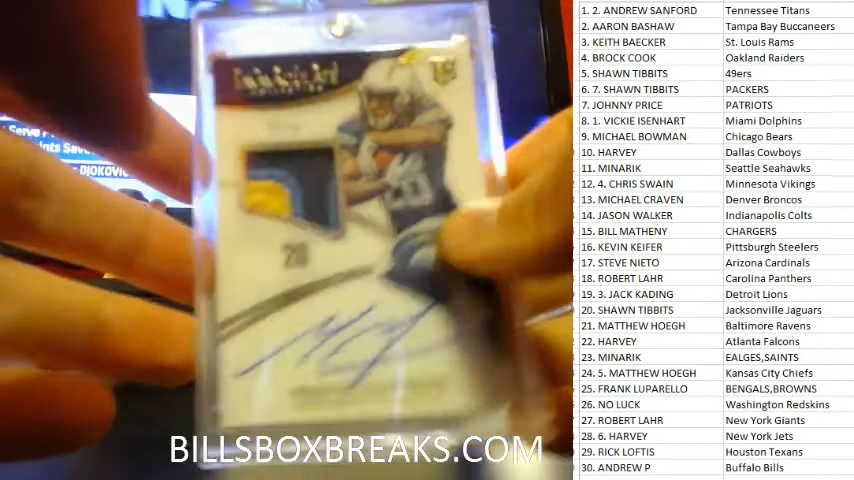 Serve P
ints Save
DJOKOVIC
COLLECTION
RC
28
28
BILLSBOXBREAKS.COM
1. 2. ANDREW SANFORD Tennessee Titans
2. AARON BASHAW Tampa Bay Buccaneers
3. KEITH BAECKER St. Louis Rams
4. BROCK COOK Oakland Raiders
5. SHAWN TIBBITS 49ers
6. 7. SHAWN TIBBITS PACKERS
7. JOHNNY PRICE PATRIOTS
8. 1. VICKIE ISENHART Miami Dolphins
9. MICHAEL BOWMAN Chicago Bears
10. HARVEY Dallas Cowboys
11. MINARIK Seattle Seahawks
12. 4. CHRIS SWAIN Minnesota Vikings
13. MICHAEL CRAVEN Denver Broncos
14. JASON WALKER Indianapolis Colts
15. BILL MATHENY CHARGERS
16. KEVIN KEIFER Pittsburgh Steelers
17. STEVE NIETO Arizona Cardinals
18. ROBERT LAHR Carolina Panthers
19. 3. JACK KADING Detroit Lions
20. SHAWN TIBBITS Jacksonville Jaguars
21. MATTHEW HOEGH Baltimore Ravens
22. HARVEY Atlanta Falcons
23. MINARIK EALGES,SAINTS
24. 5. MATTHEW HOEGH Kansas City Chiefs
25. FRANK LUPARELLO BENGALS,BROWNS
26. NO LUCK Washington Redskins
27. ROBERT LAHR New York Giants
28. 6. HARVEY New York Jets
29. RICK LOFTIS Houston Texans
30. ANDREW P Buffalo Bills